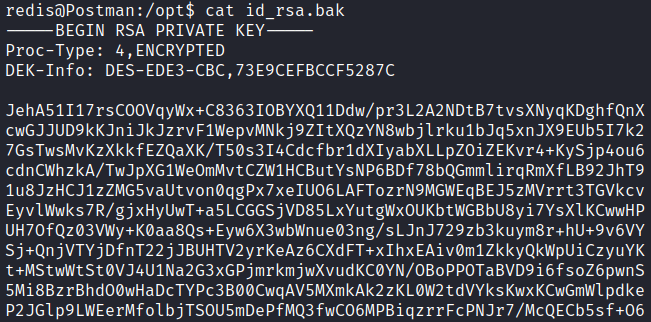 redis@Postman:/opt$ cat id_rsa.bak
-----BEGIN RSA PRIVATE KEY-----
Proc-Type: 4,ENCRYPTED
DEK-Info: DES-EDE3-CBC,73E9CEFBCCF5287C
JehA51I17rsCOOVqyWx+C8363IOBYXQ11Ddw/pr3L2A2NDtB7tvsXNyqKDghfQnX
cwGJJUD9kKJniJkJzrvF1WepvMNkj9ZItXQzYN8wbjlrku1bJq5xnJX9EUb5I7k2
7GsTwsMvKzXkkfEZQaXK/T50s3I4Cdcfbr1dXIyabXLLpZOiZEKvr4+KySjp4ou6
cdnCWhzkA/TwJpXG1WeOmMvtCZW1HCButYsNP6BDf78bQGmmlirqRmXfLB92JhT9
1u8JzHCJ1zZMG5vaUtvon0qgPx7xeIUO6LAFTozrN9MGWEqBEJ5zMVrrt3TGVkcv
EyvlWwks7R/gjxHyUwT+a5LCGGSjVD85LxYutgWxOUKbtWGBbU8yi7YsXlKCwwHP
UH7OfQz03VWy+K0aa8Qs+Eyw6X3wbWnue03ng/sLJnJ729zb3kuym8r+hU+9v6VY
Sj+QnjVTYjDfnT22jJBUHTV2yrKeAz6CXdFT+xIhxEAiv0m1ZkkyQkWpUiCzyuYK
t+MStwWtSt0VJ4U1Na2G3xGPjmrkmjwXvudKC0YN/OBoPPOTaBVD9i6fsoZ6pwnS
5Mi8BzrBhdO0wHaDcTYPc3B00CwqAV5MXmkAk2zKL0W2tdVYksKwxKCwGmWlpdke
P2JGlp9LWEerMfolbjTSOU5mDePfMQ3fwCO6MPBiqzrrFcPNJr7/McQECb5sf+O6